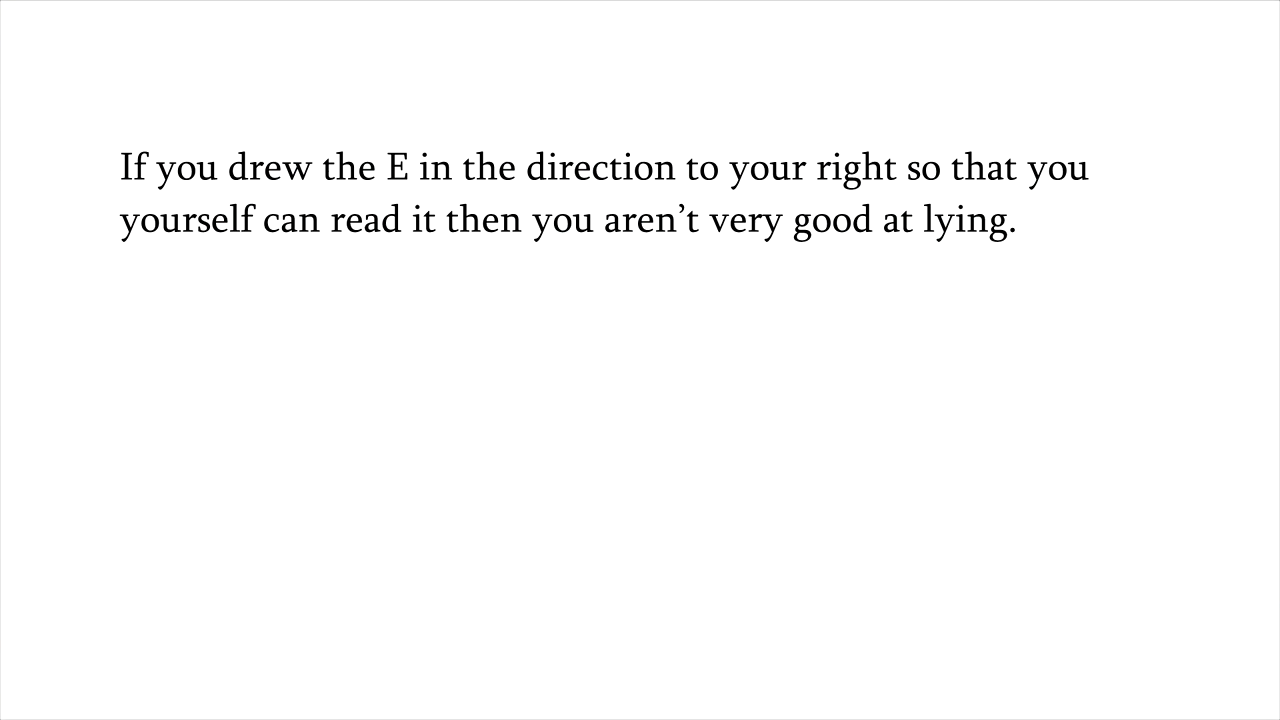 If you drew the E in the direction to your right so that you
yourself can read it then you aren’t very good at lying.